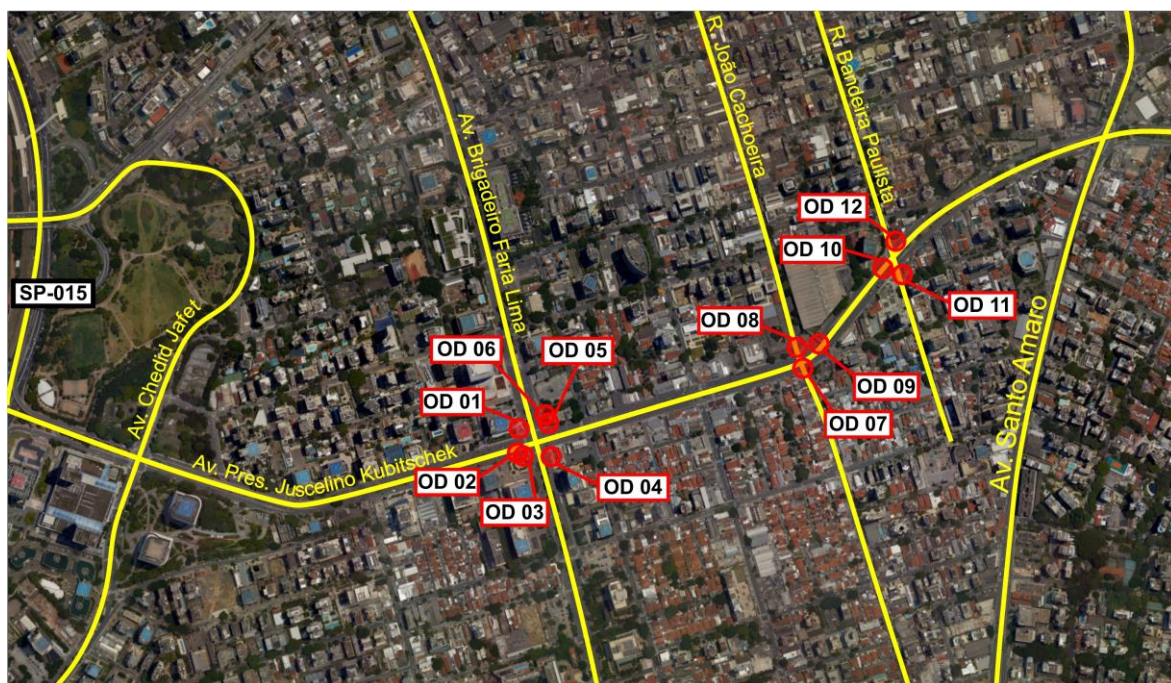 R. João Cachoeira
R. Bandeira Paulista
Av. Brigadeiro Faria Lima
OD 12
OD 10
SP-015
OD 11
Av. Chedid Jafet
OD 08
OD 06
OD 05
OD 09
Av. Santo Amaro
OD 01
OD 07
Av. Pres. Juscelino Kubitschek
OD 02
OD 04
OD 03